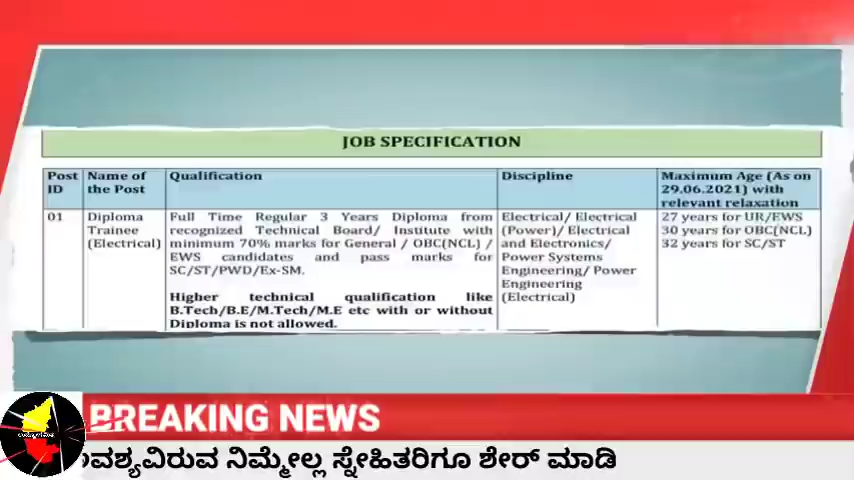 JOB SPECIFICATION
Post ID
Name of the Post
Qualification
Discipline
Maximum Age (As on 29.06.2021) with relevant relaxation
01
Diploma Trainee (Electrical)
Full Time Regular 3 Years Diploma from
recognized Technical Board/ Institute with
minimum 70% marks for General / OBC(NCL) /
EWS candidates and pass marks for
SC/ST/PWD/Ex-SM.
Higher technical qualification like
B.Tech/B.E/M.Tech/M.E etc with or without
Diploma is not allowed.
Electrical/ Electrical
(Power)/ Electrical
and Electronics/
Power Systems
Engineering/ Power
Engineering
(Electrical)
27 years for UR/EWS
30 years for OBC(NCL)
32 years for SC/ST
BREAKING NEWS
ನಿಮ್ಮೇಲ್ಲ ಸ್ನೇಹಿತರಿಗೂ ಶೇರ್ ಮಾಡಿ